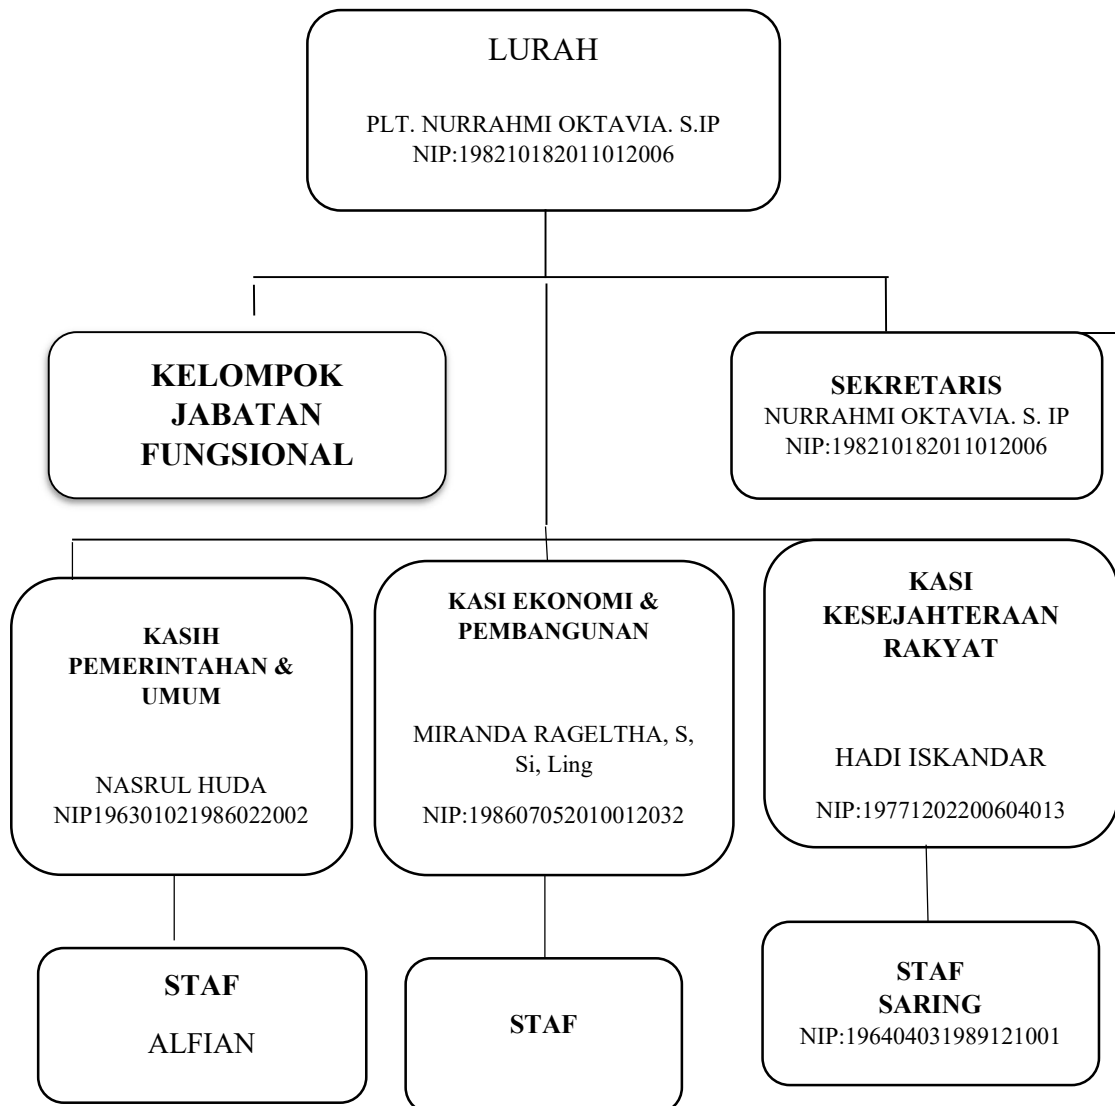 LURAH
PLT. NURRAHMI OKTAVIA. S.IP
NIP:198210182011012006
KELOMPOK
JABATAN
FUNGSIONAL
SEKRETARIS
NURRAHMI OKTAVIA. S. IP
NIP:198210182011012006
KASIH
PEMERINTAHAN &
UMUM
NASRUL HUDA
NIP196301021986022002
KASI EKONOMI &
PEMBANGUNAN
MIRANDA RAGELTHA, S,
Si, Ling
NIP:198607052010012032
KASI
KESEJAHTERAAN
RAKYAT
HADI ISKANDAR
NIP:19771202200604013
STAF
ALFIAN
STAF
STAF
SARING
NIP:196404031989121001